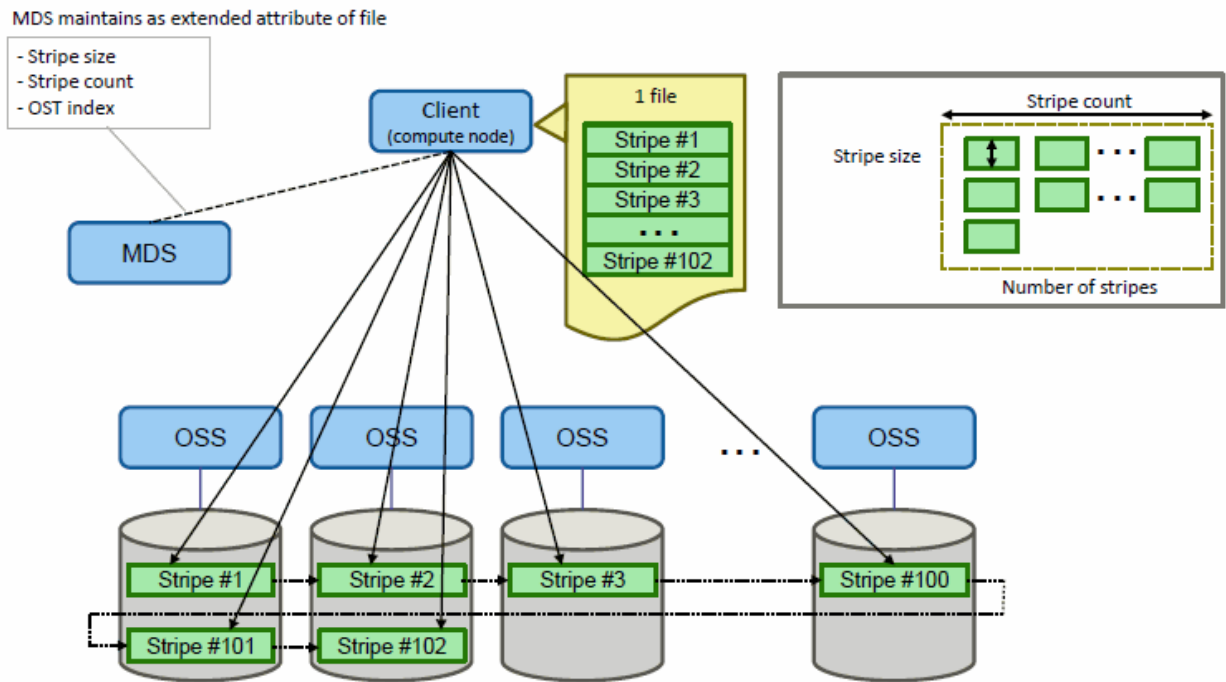 MDS maintains as extended attribute of file
- Stripe size
- Stripe count
- OST index
Client
(compute node)
1 file
Stripe #1
Stripe #2
Stripe #3
...
Stripe #102
Stripe count
Stripe size
...
...
Number of stripes
MDS
OSS
OSS
OSS
...
OSS
Stripe #1
Stripe #2
Stripe #3
Stripe #100
Stripe #101
Stripe #102